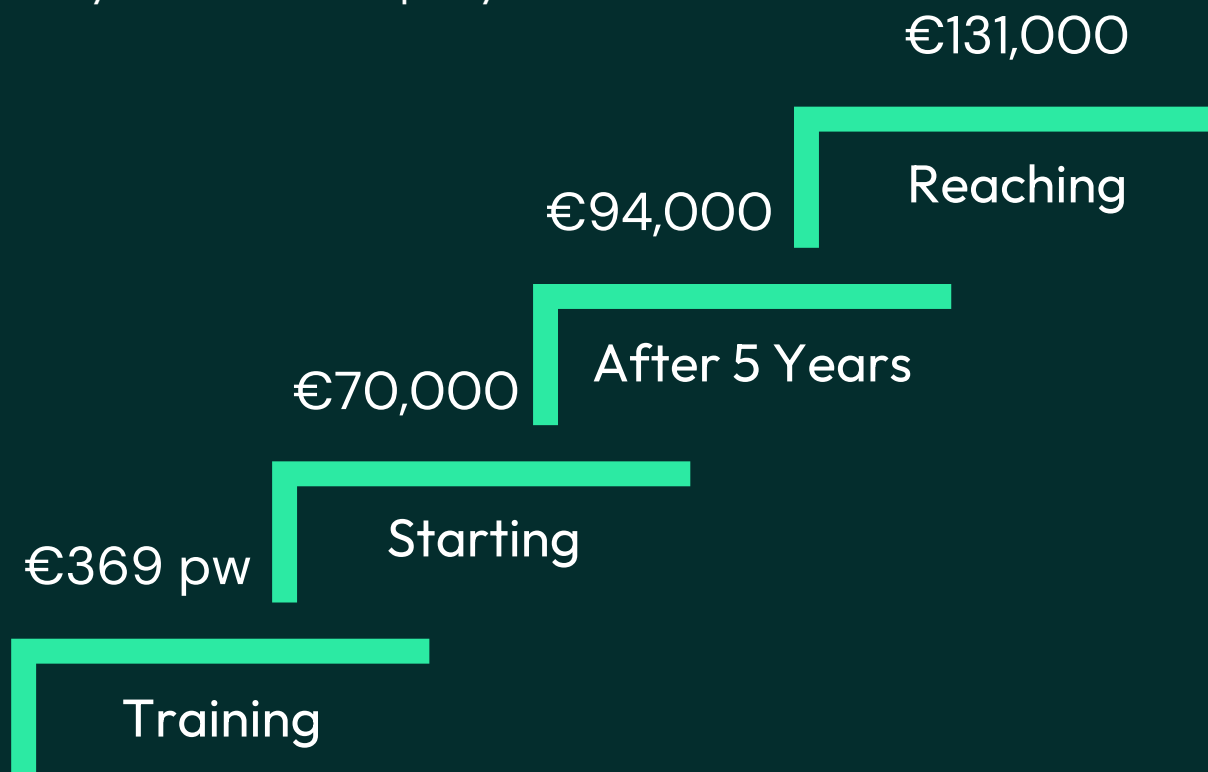 €131,000
Reaching
€94,000
After 5 Years
€70,000
Starting
€369 pw
Training